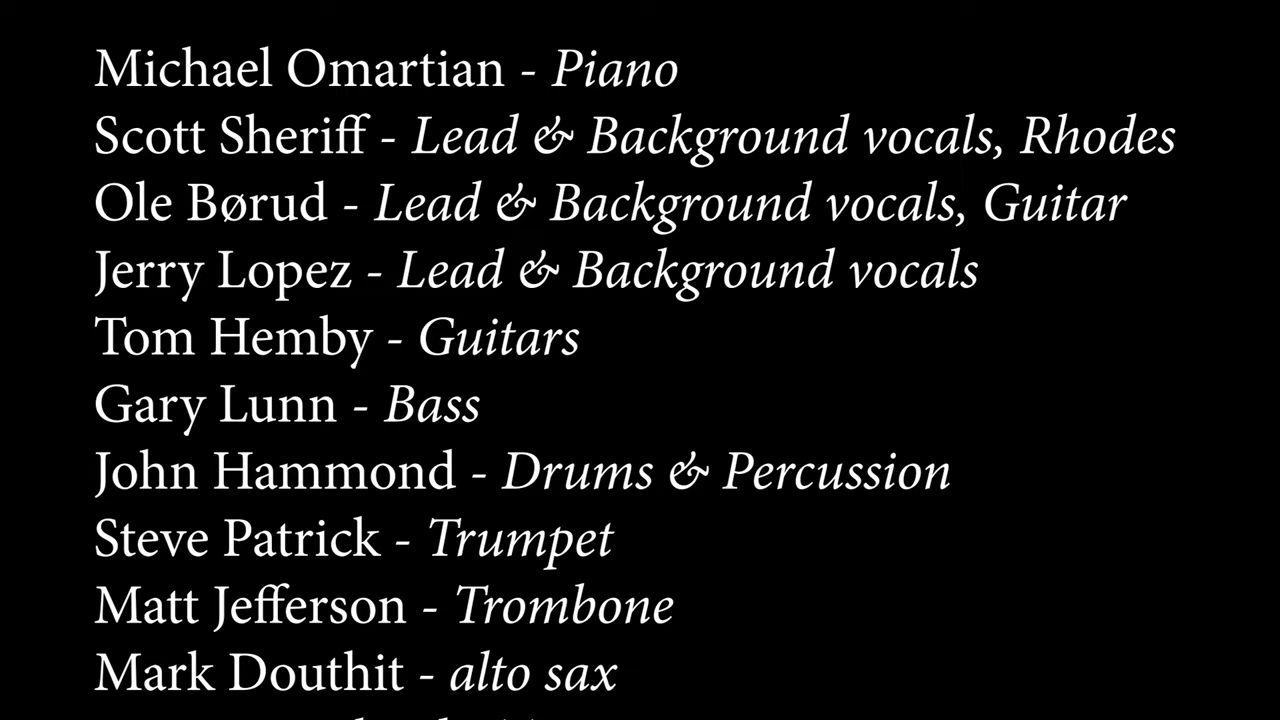 Michael Omartian - Piano
Scott Sheriff - Lead & Background vocals, Rhodes
Ole Børud - Lead & Background vocals, Guitar
Jerry Lopez - Lead & Background vocals
Tom Hemby - Guitars
Gary Lunn - Bass
John Hammond - Drums & Percussion
Steve Patrick - Trumpet
Matt Jefferson - Trombone
Mark Douthit - alto sax